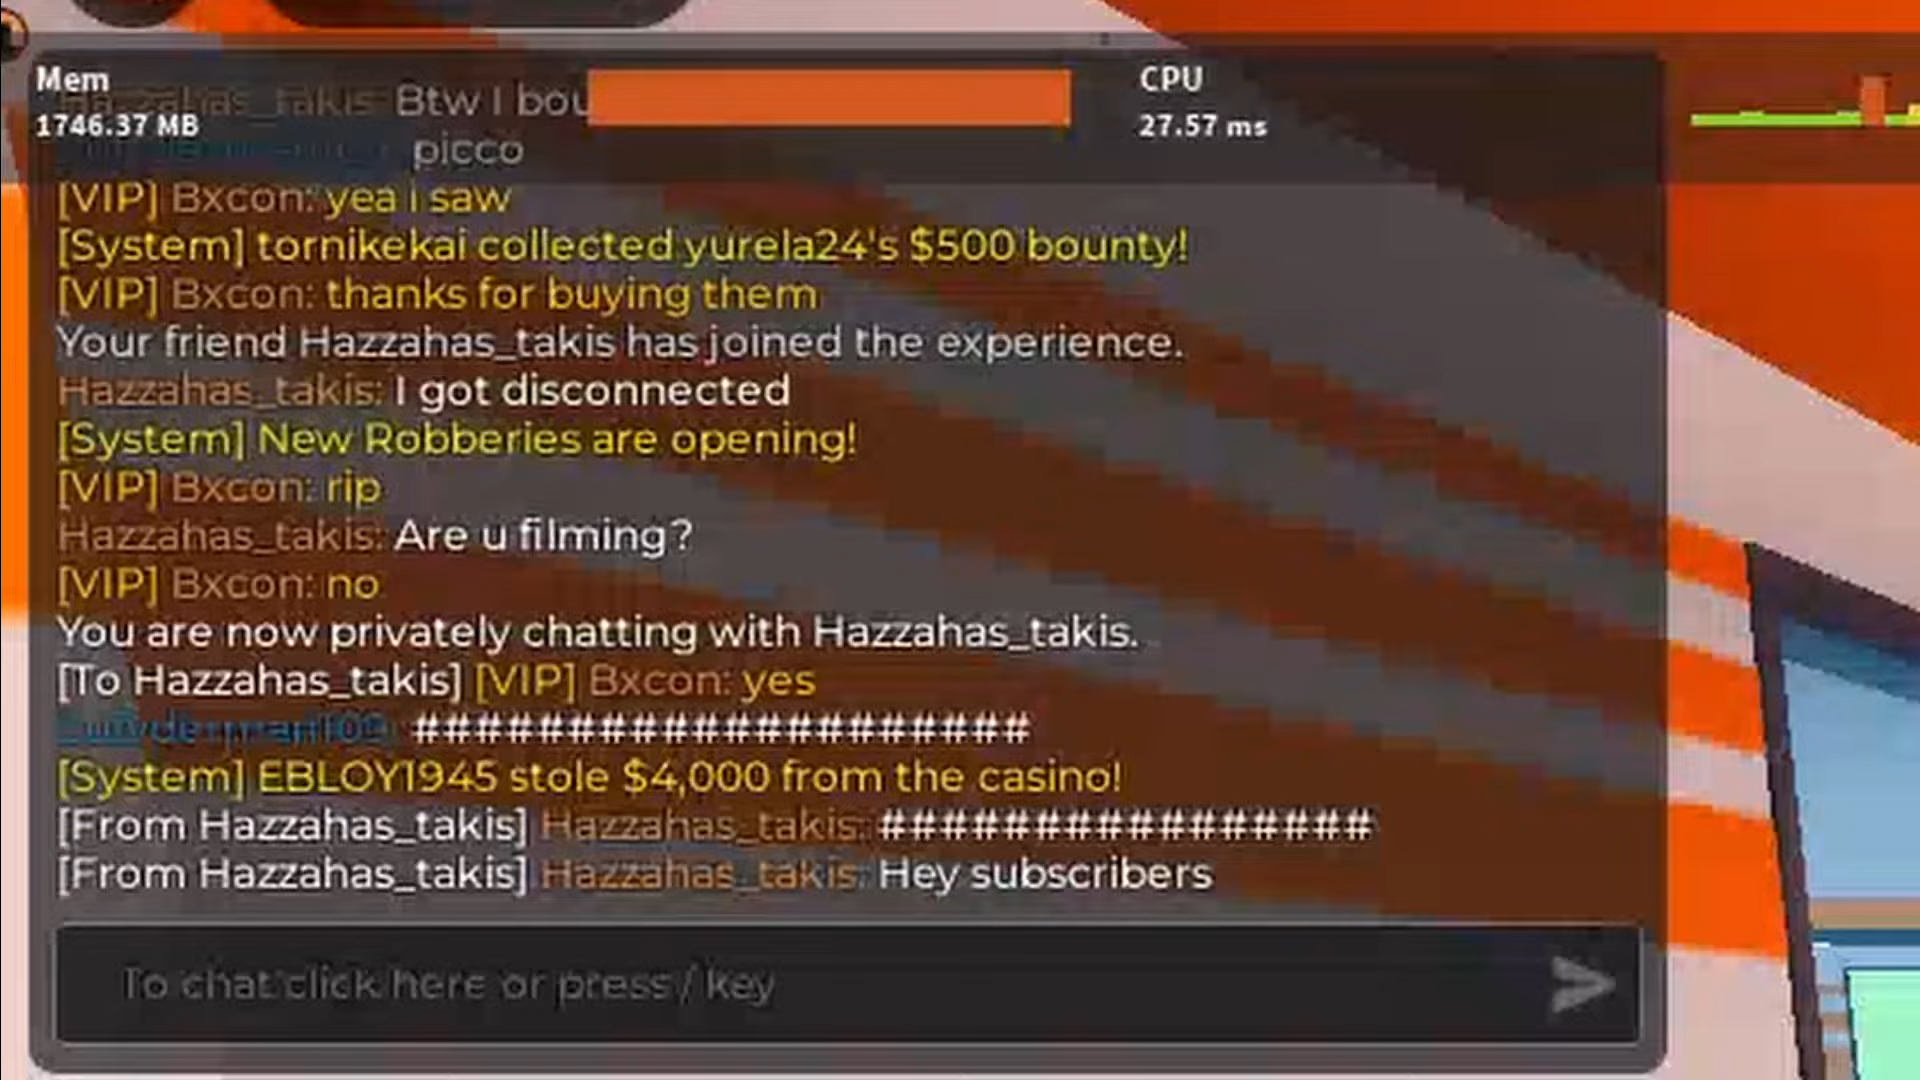 Mem
CPU
Hazzahas_takis: Btw I bou
1746.37 MB
27.57 ms
picco
[VIP] Bxcon: yea i saw
[System] tornikekai collected yurela24's $500 bounty!
[VIP] Bxcon: thanks for buying them
Your friend Hazzahas_takis has joined the experience.
Hazzahas_takis: I got disconnected
[System] New Robberies are opening!
[VIP] Bxcon: rip
Hazzahas_takis: Are u filming?
[VIP] Bxcon: no
You are now privately chatting with Hazzahas_takis.
[To Hazzahas_takis] [VIP] Bxcon: yes
####################
[System] EBLOY1945 stole $4,000 from the casino!
[From Hazzahas_takis] Hazzahas_takis: ################
[From Hazzahas_takis] Hazzahas_takis: Hey subscribers
To chat click here or press / key